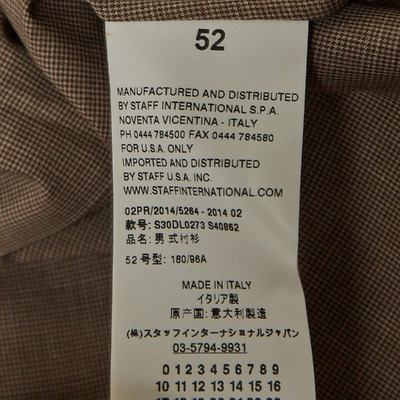 52
MANUFACTURED AND DISTRIBUTED
BY STAFF INTERNATIONAL S.P.A.
NOVENTA VICENTINA - ITALY
PH 0444 784500 FAX 0444 784580
FOR U.S.A. ONLY
IMPORTED AND DISTRIBUTED
BY STAFF U.S.A. INC.
WWW.STAFFINTERNATIONAL.COM
02PR/2014/5264 - 2014 02
款号: S30DL0273 S40862
品名: 男 式衬衫
52 号型: 180/96A
MADE IN ITALY
イタリア製
原产国: 意大利製造
(株)スタッフインターナショナルジャパン
03-5794-9931
0 1 2 3 4 5 6 7 8 9
10 11 12 13 14 15 16